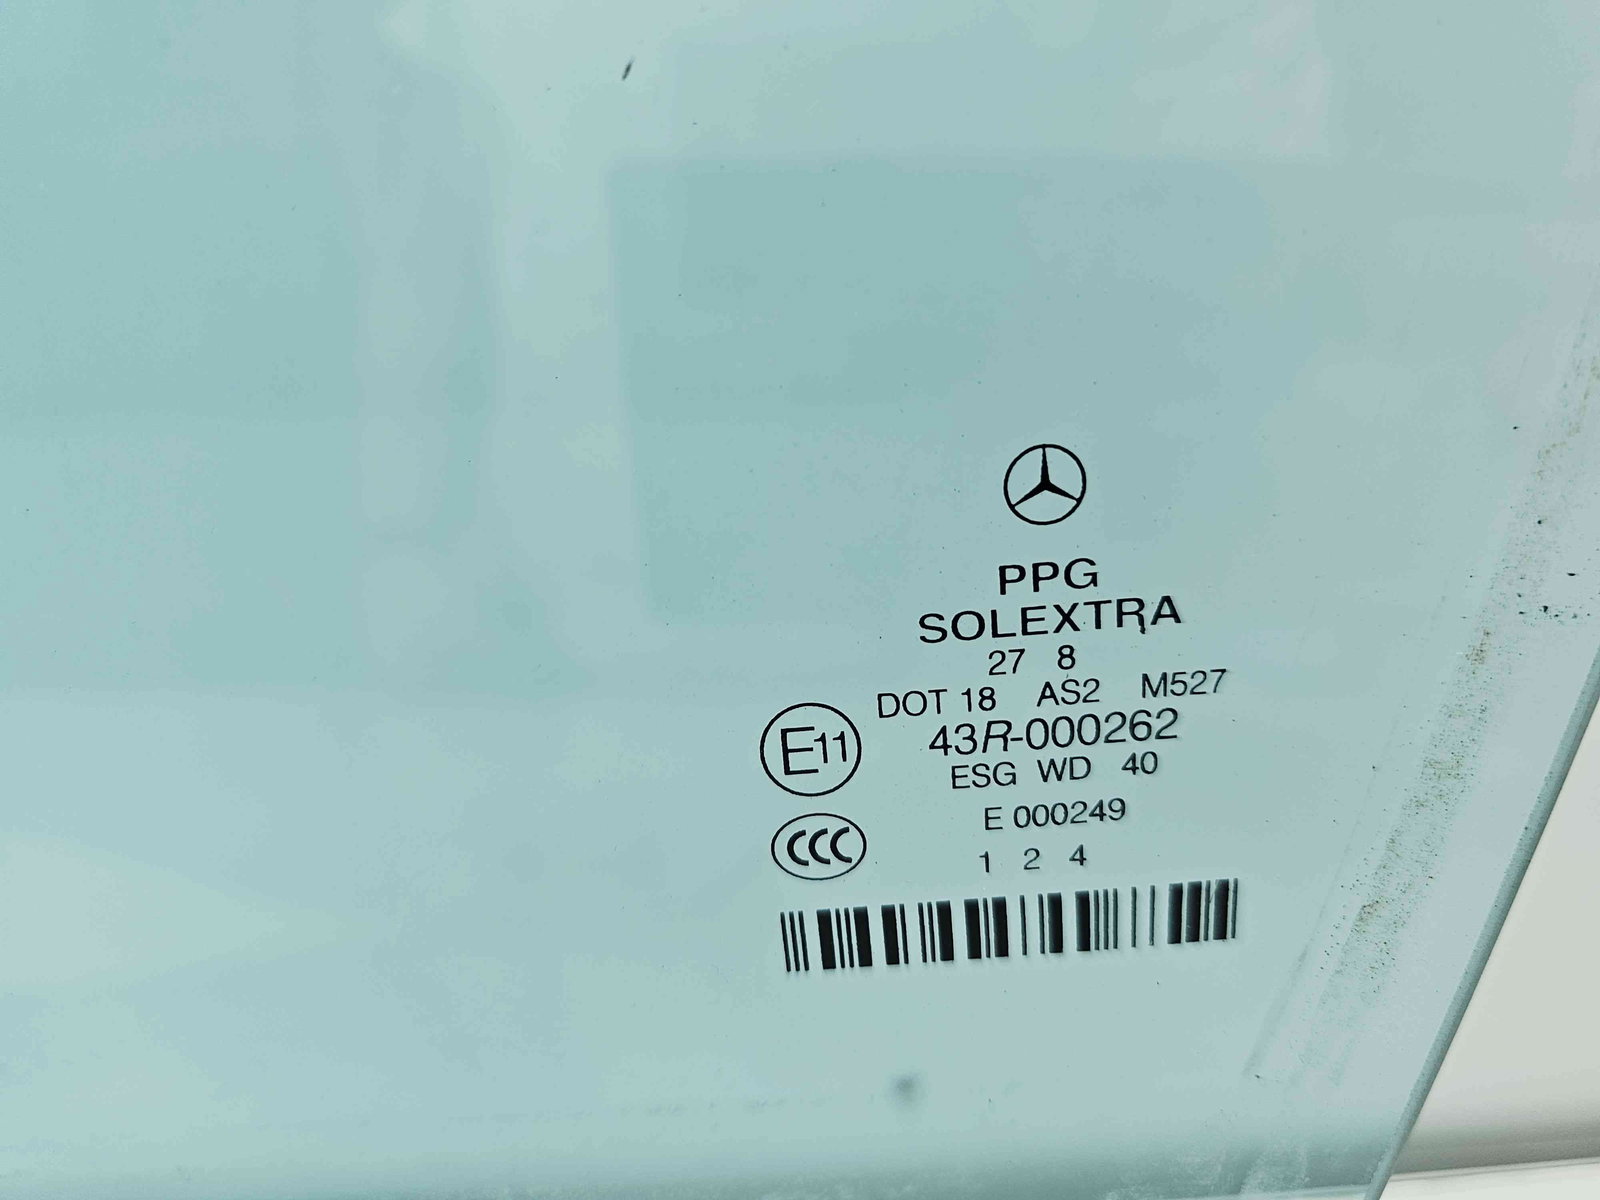 PPG
SOLEXTRA
27 8
DOT 18 AS2 M527
E11 43R-000262
ESG WD 40
CCC E 000249
1 2 4